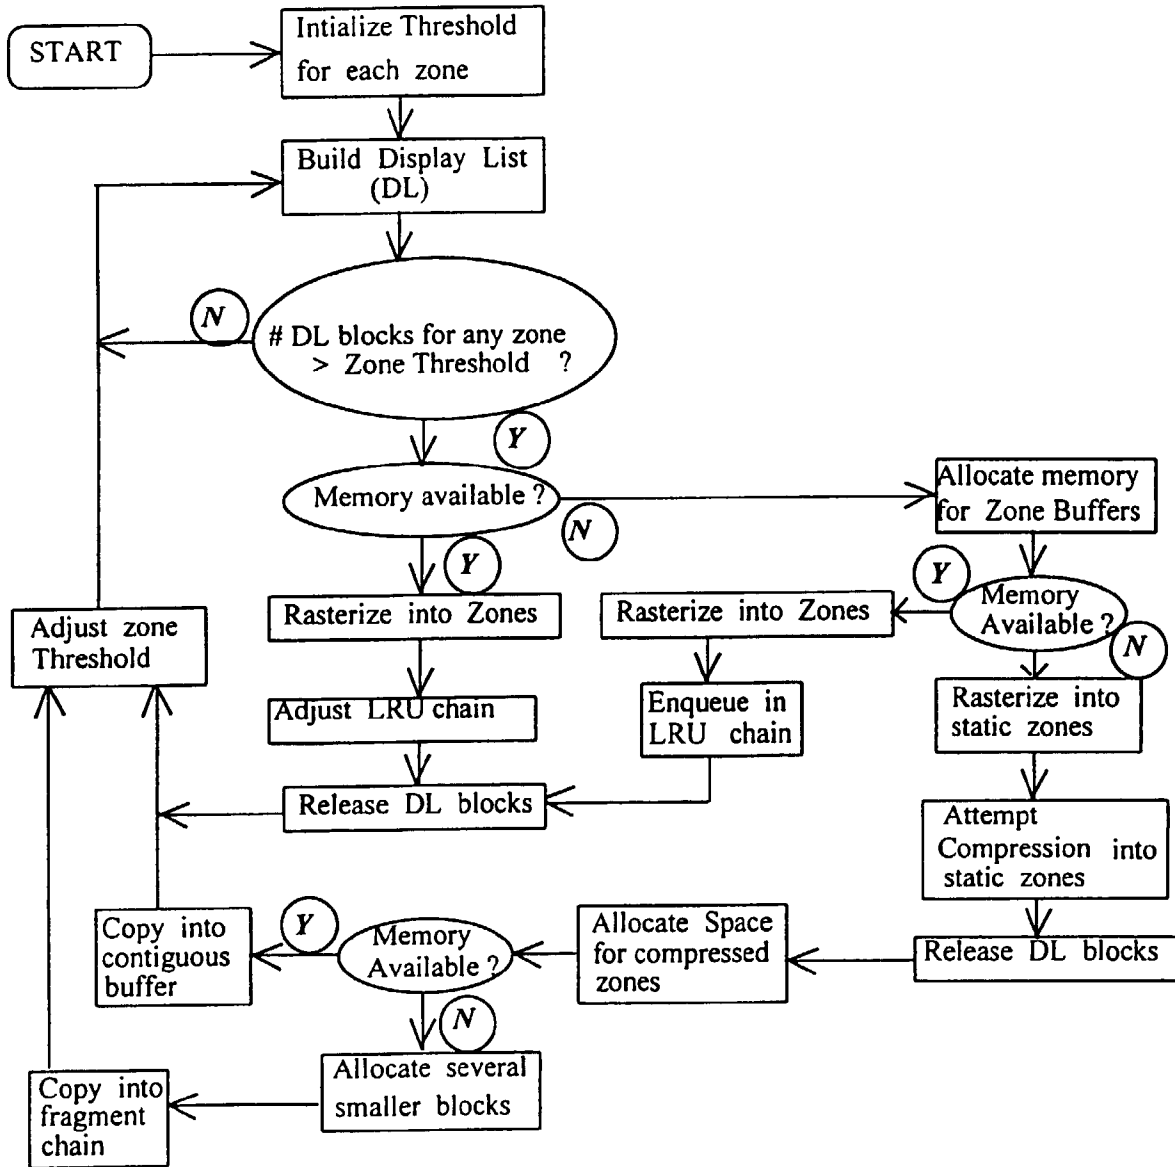 START
Intialize Threshold
for each zone
Build Display List
(DL)
N
# DL blocks for any zone
> Zone Threshold ?
Y
Memory available ?
N
Allocate memory
for Zone Buffers
Y
Y
Memory
Available ?
N
Rasterize into Zones
Rasterize into Zones
Adjust zone
Threshold
Rasterize into
static zones
Adjust LRU chain
Enqueue in
LRU chain
Release DL blocks
Attempt
Compression into
static zones
Copy into
contiguous
buffer
Y
Memory
Available ?
Allocate Space
for compressed
zones
Release DL blocks
N
Allocate several
smaller blocks
Copy into
fragment
chain